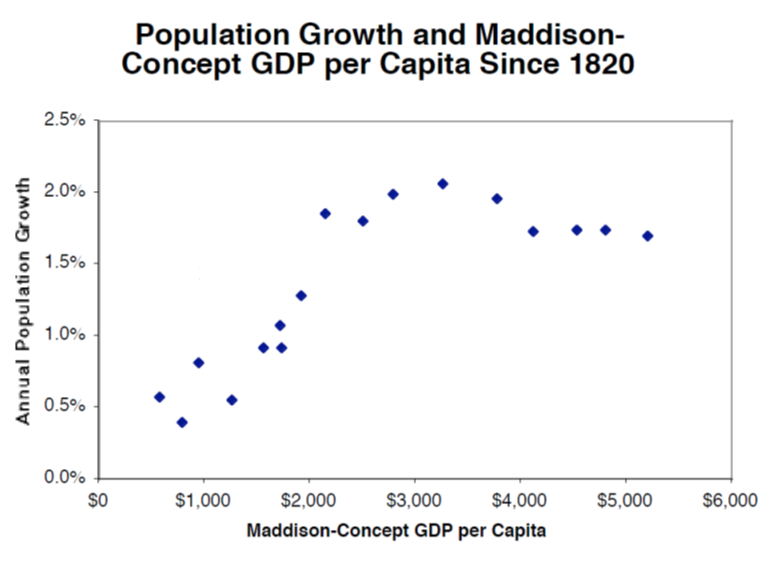 Population Growth and Maddison-
Concept GDP per Capita Since 1820
2.5%
2.0%
1.5%
1.0%
0.5%
0.0%
Annual Population Growth
$0 $1,000 $2,000 $3,000 $4,000 $5,000 $6,000
Maddison-Concept GDP per Capita